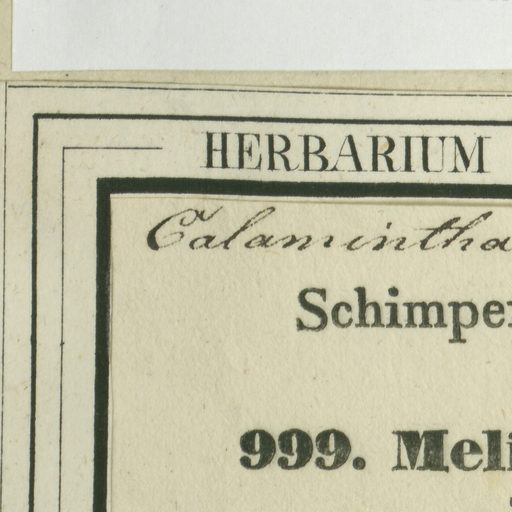 HERBARIUM
Calamintha
Schimper
999. Meli